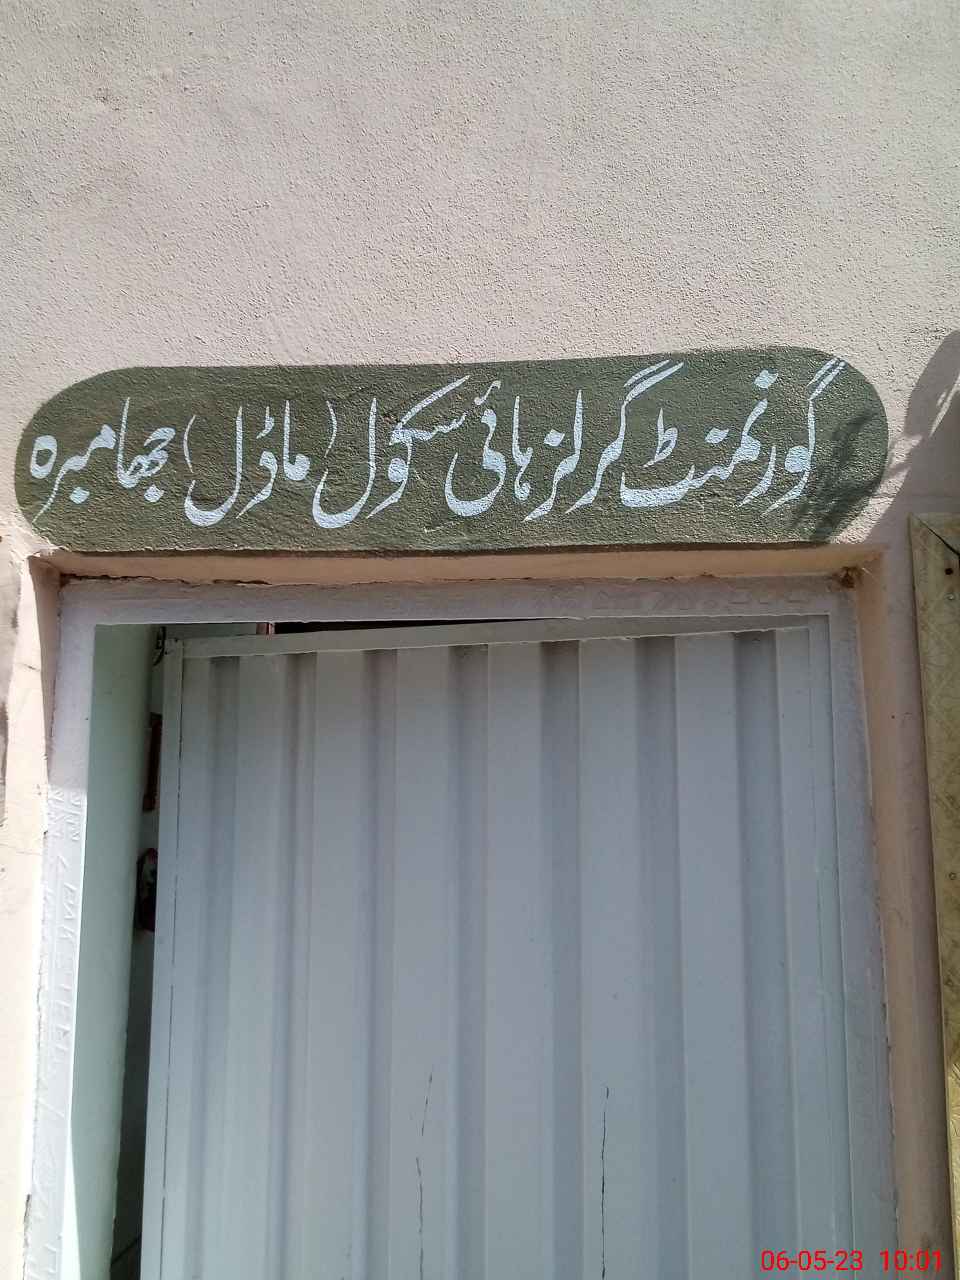 گورنمنٹ گرلز ہائی سکول (ماڈل) جھامبرہ
06-05-23 10:01